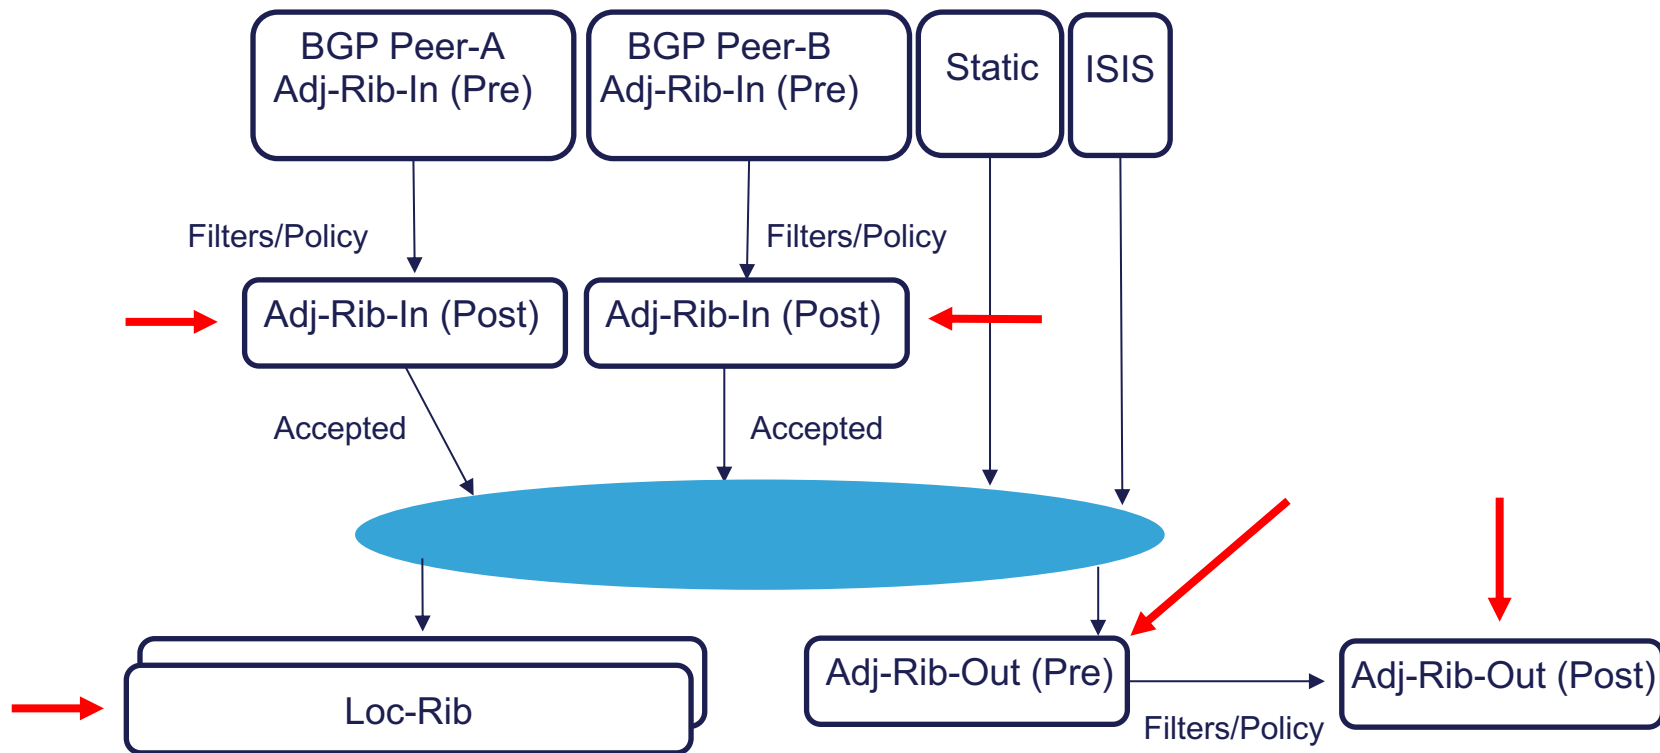 BGP Peer-A
Adj-Rib-In (Pre)
BGP Peer-B
Adj-Rib-In (Pre)
Static
ISIS
Filters/Policy
Filters/Policy
Adj-Rib-In (Post)
Adj-Rib-In (Post)
Accepted
Accepted
Loc-Rib
Adj-Rib-Out (Pre)
Filters/Policy
Adj-Rib-Out (Post)